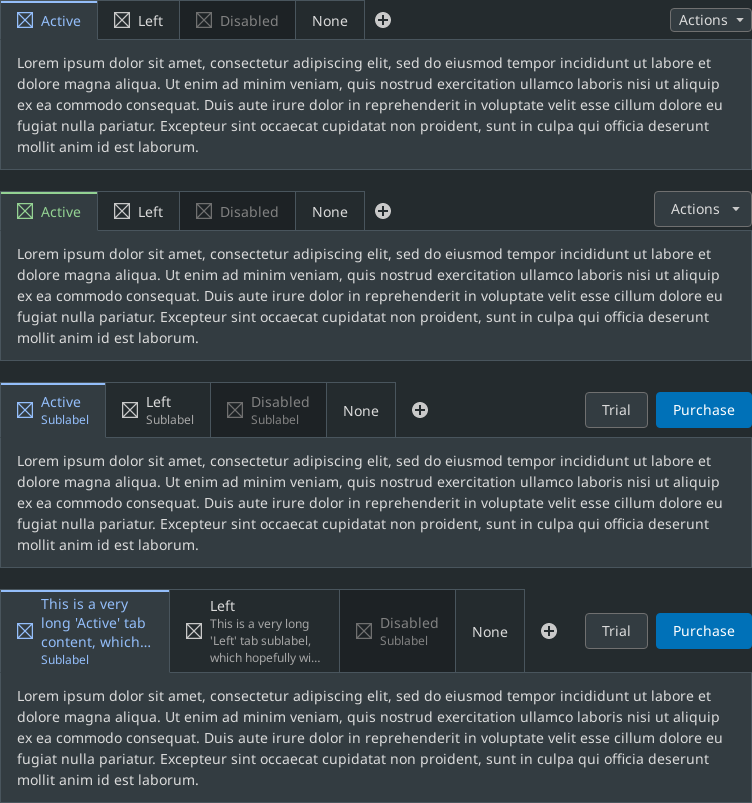 Active Left Disabled None Actions
Lorem ipsum dolor sit amet, consectetur adipiscing elit, sed do eiusmod tempor incididunt ut labore et
dolore magna aliqua. Ut enim ad minim veniam, quis nostrud exercitation ullamco laboris nisi ut aliquip
ex ea commodo consequat. Duis aute irure dolor in reprehenderit in voluptate velit esse cillum dolore eu
fugiat nulla pariatur. Excepteur sint occaecat cupidatat non proident, sunt in culpa qui officia deserunt
mollit anim id est laborum.
Active Left Disabled None Actions
Lorem ipsum dolor sit amet, consectetur adipiscing elit, sed do eiusmod tempor incididunt ut labore et
dolore magna aliqua. Ut enim ad minim veniam, quis nostrud exercitation ullamco laboris nisi ut aliquip
ex ea commodo consequat. Duis aute irure dolor in reprehenderit in voluptate velit esse cillum dolore eu
fugiat nulla pariatur. Excepteur sint occaecat cupidatat non proident, sunt in culpa qui officia deserunt
mollit anim id est laborum.
Active
Sublabel
Left
Sublabel
Disabled
Sublabel
None
Trial
Purchase
Lorem ipsum dolor sit amet, consectetur adipiscing elit, sed do eiusmod tempor incididunt ut labore et
dolore magna aliqua. Ut enim ad minim veniam, quis nostrud exercitation ullamco laboris nisi ut aliquip
ex ea commodo consequat. Duis aute irure dolor in reprehenderit in voluptate velit esse cillum dolore eu
fugiat nulla pariatur. Excepteur sint occaecat cupidatat non proident, sunt in culpa qui officia deserunt
mollit anim id est laborum.
This is a very
long 'Active' tab
content, which...
Sublabel
Left
This is a very long
'Left' tab sublabel,
which hopefully wi...
Disabled
Sublabel
None
Trial
Purchase
Lorem ipsum dolor sit amet, consectetur adipiscing elit, sed do eiusmod tempor incididunt ut labore et
dolore magna aliqua. Ut enim ad minim veniam, quis nostrud exercitation ullamco laboris nisi ut aliquip
ex ea commodo consequat. Duis aute irure dolor in reprehenderit in voluptate velit esse cillum dolore eu
fugiat nulla pariatur. Excepteur sint occaecat cupidatat non proident, sunt in culpa qui officia deserunt
mollit anim id est laborum.